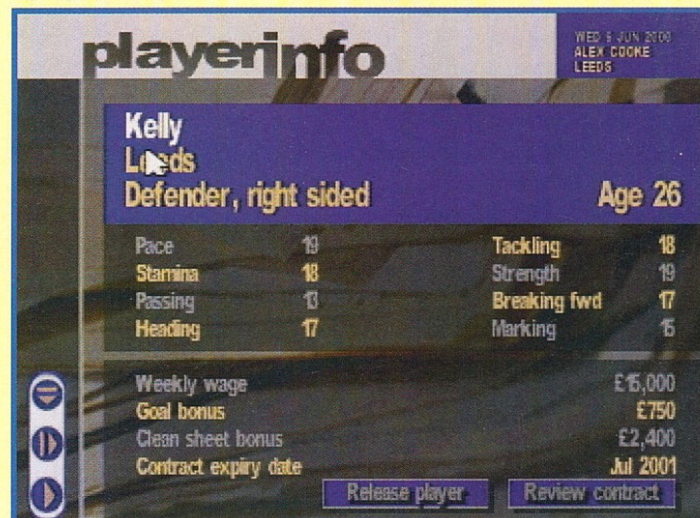 playerinfo
WED 6 JUN 2000
ALEX COOKE
LEEDS
Kelly
Leeds
Defender, right sided Age 26
Pace 19 Tackling 18
Stamina 18 Strength 19
Passing 13 Breaking fwd 17
Heading 17 Marking 15
Weekly wage £15,000
Goal bonus £750
Clean sheet bonus £2,400
Contract expiry date Jul 2001
Release player Review contract